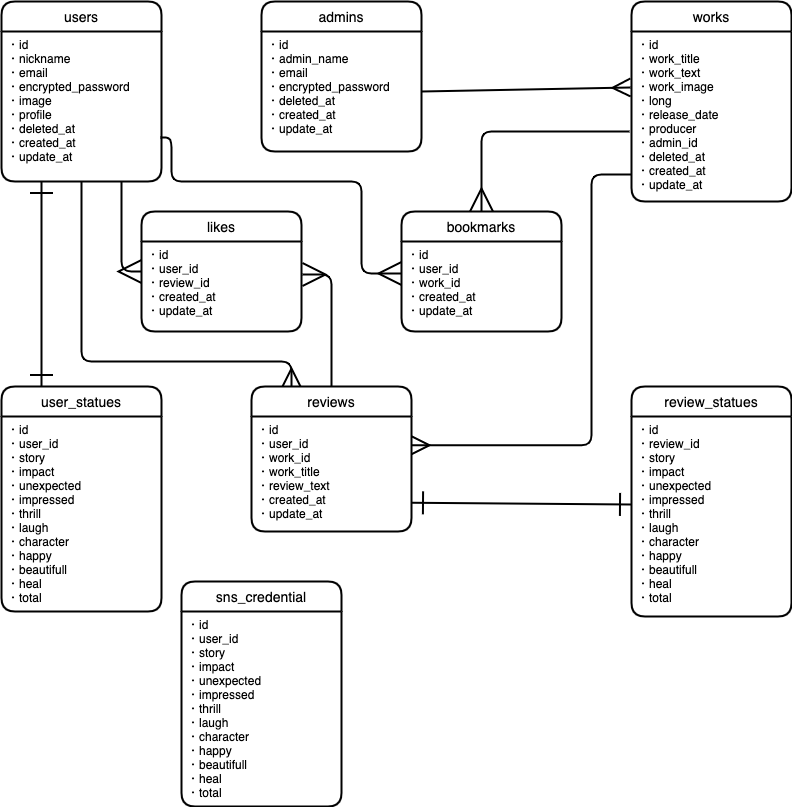 users
・id
・nickname
・email
・encrypted_password
・image
・profile
・deleted_at
・created_at
・update_at
admins
・id
・admin_name
・email
・encrypted_password
・deleted_at
・created_at
・update_at
works
・id
・work_title
・work_text
・work_image
・long
・release_date
・producer
・admin_id
・deleted_at
・created_at
・update_at
likes
・id
・user_id
・review_id
・created_at
・update_at
bookmarks
・id
・user_id
・work_id
・created_at
・update_at
user_statues
・id
・user_id
・story
・impact
・unexpected
・impressed
・thrill
・laugh
・character
・happy
・beautifull
・heal
・total
reviews
・id
・user_id
・work_id
・work_title
・review_text
・created_at
・update_at
review_statues
・id
・review_id
・story
・impact
・unexpected
・impressed
・thrill
・laugh
・character
・happy
・beautifull
・heal
・total
sns_credential
・id
・user_id
・story
・impact
・unexpected
・impressed
・thrill
・laugh
・character
・happy
・beautifull
・heal
・total